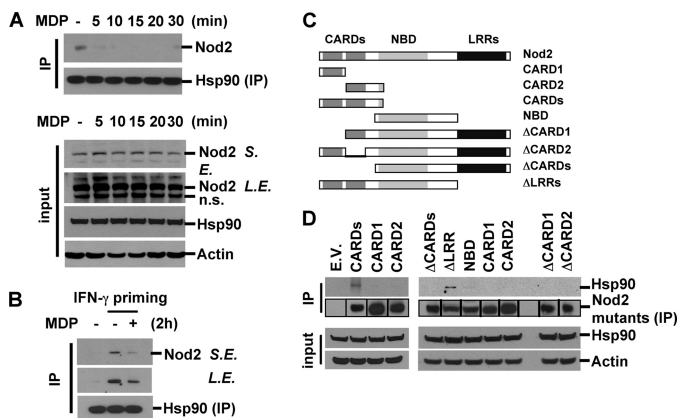 A
MDP - 5 10 15 20 30 (min)
IP
Nod2
Hsp90 (IP)
MDP - 5 10 15 20 30 (min)
input
Nod2 S.
E.
Nod2 L.E.
n.s.
Hsp90
Actin
B
IFN-γ priming
MDP - - + (2h)
IP
Nod2 S.E.
L.E.
Hsp90 (IP)
C
CARDs NBD LRRs
Nod2
CARD1
CARD2
CARDs
NBD
ΔCARD1
ΔCARD2
ΔCARDs
ΔLRRs
D
E.V. CARDs CARD1 CARD2 ΔCARDs ΔLRR NBD CARD1 CARD2 ΔCARD1 ΔCARD2
IP
Hsp90
Nod2
mutants (IP)
input
Hsp90
Actin